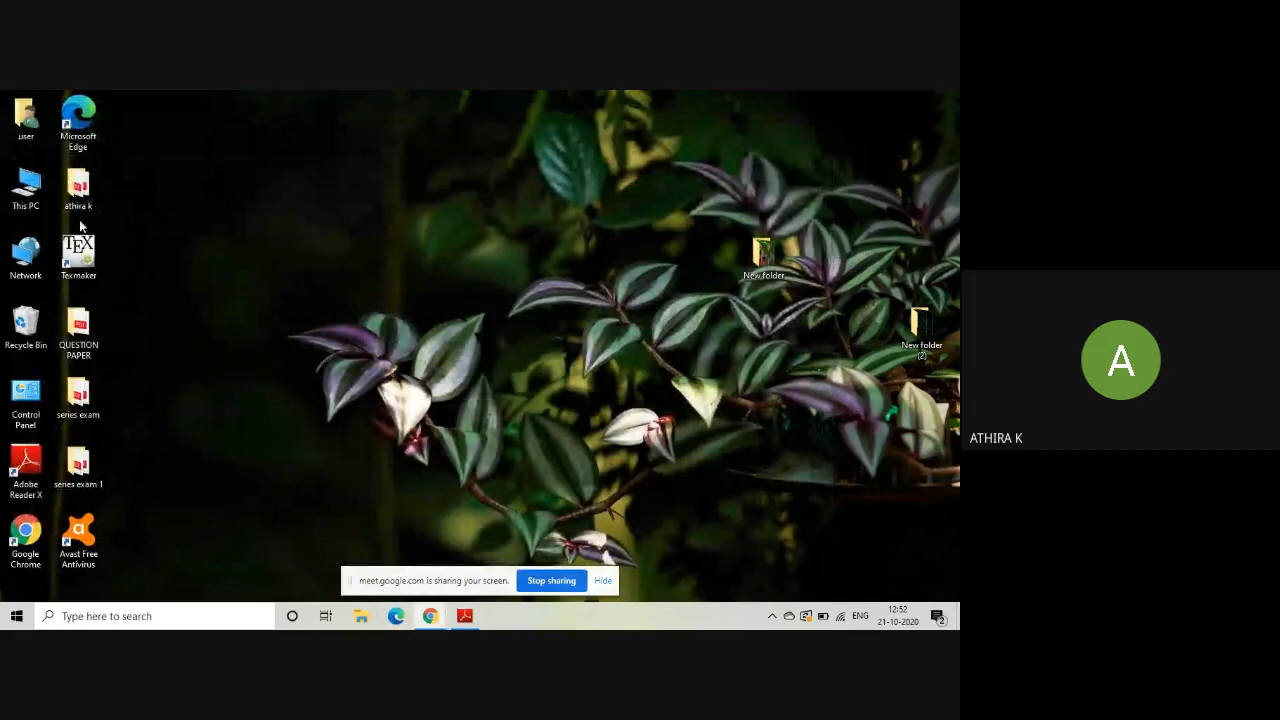 user
Microsoft
Edge
This PC
athira k
TEX
Network
Texmaker
New folder
Recycle Bin
QUESTION
PAPER
New folder
(2)
Control
Panel
series exam
Adobe
Reader X
series exam 1
Google
Chrome
Avast Free
Antivirus
meet.google.com is sharing your screen.
Stop sharing
Hide
Type here to search
ENG
12:52
21-10-2020
2
A
ATHIRA K